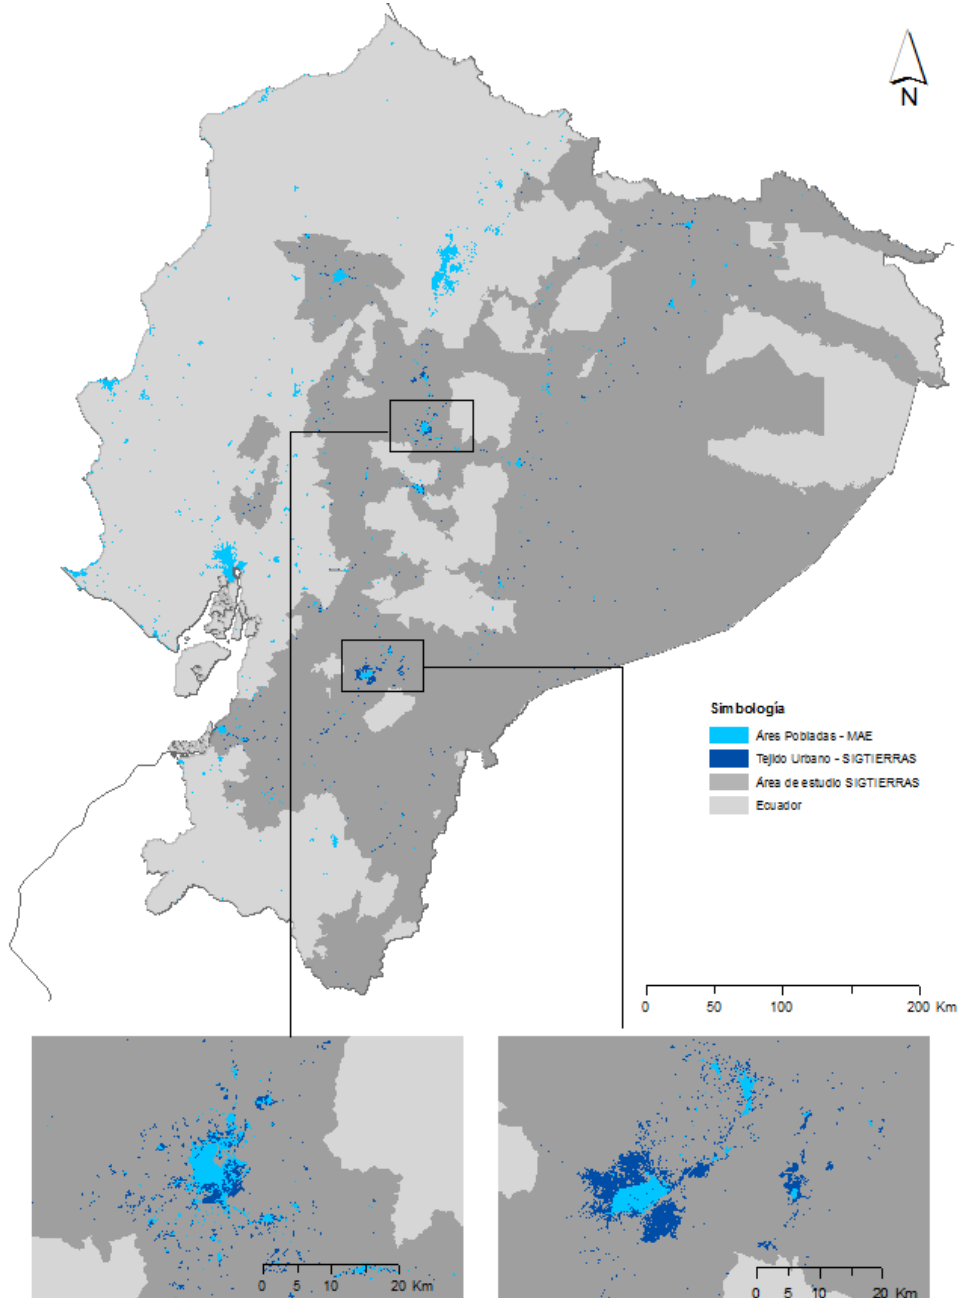 N
Simbología
Áres Pobladas - MAE
Tejido Urbano - SIGTIERRAS
Área de estudio SIGTIERRAS
Ecuador
0 50 100 200 Km
0 5 10 20 Km
0 5 10 20 Km